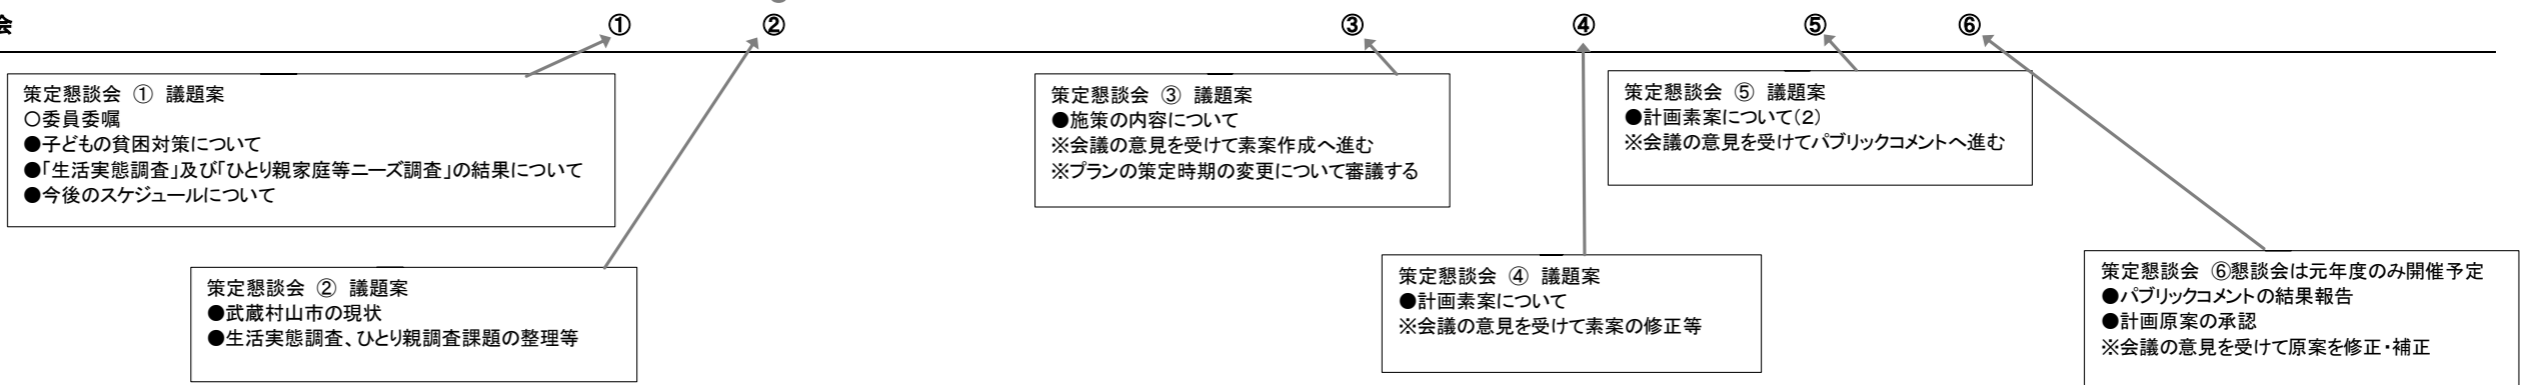 会 ① ② ③ ④ ⑤ ⑥
策定懇談会 ① 議題案
○委員委嘱
●子どもの貧困対策について
●「生活実態調査」及び「ひとり親家庭等ニーズ調査」の結果について
●今後のスケジュールについて
策定懇談会 ② 議題案
●武蔵村山市の現状
●生活実態調査、ひとり親調査課題の整理等
策定懇談会 ③ 議題案
●施策の内容について
※会議の意見を受けて素案作成へ進む
※プランの策定時期の変更について審議する
策定懇談会 ④ 議題案
●計画素案について
※会議の意見を受けて素案の修正等
策定懇談会 ⑤ 議題案
●計画素案について(2)
※会議の意見を受けてパブリックコメントへ進む
策定懇談会 ⑥懇談会は元年度のみ開催予定
●パブリックコメントの結果報告
●計画原案の承認
※会議の意見を受けて原案を修正・補正